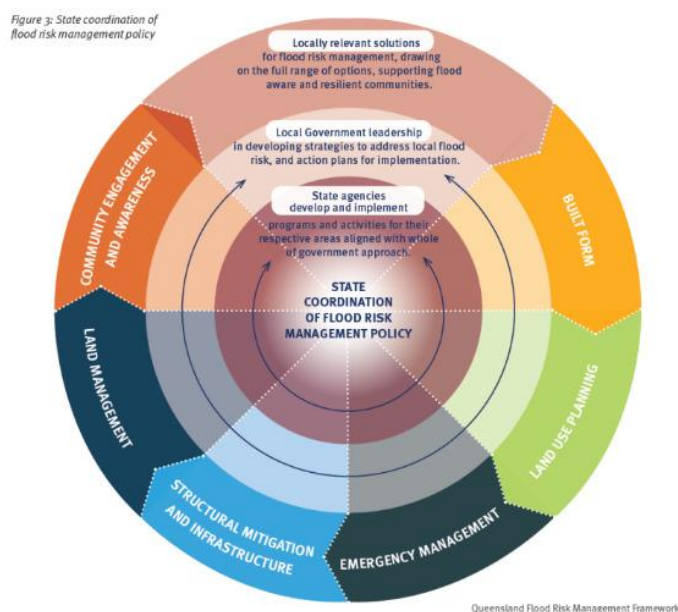 Figure 3: State coordination of
flood risk management policy
Locally relevant solutions
for flood risk management, drawing
on the full range of options, supporting flood
aware and resilient communities.
Local Government leadership
in developing strategies to address local flood
risk, and action plans for implementation.
State agencies
develop and implement
programs and activities for their
respective areas aligned with whole
of government approach.
STATE
COORDINATION
OF FLOOD RISK
MANAGEMENT POLICY
COMMUNITY ENGAGEMENT
AND AWARENESS
BUILT FORM
LAND MANAGEMENT
LAND USE PLANNING
STRUCTURAL MITIGATION
AND INFRASTRUCTURE
EMERGENCY MANAGEMENT
Queensland Flood Risk Management Framework